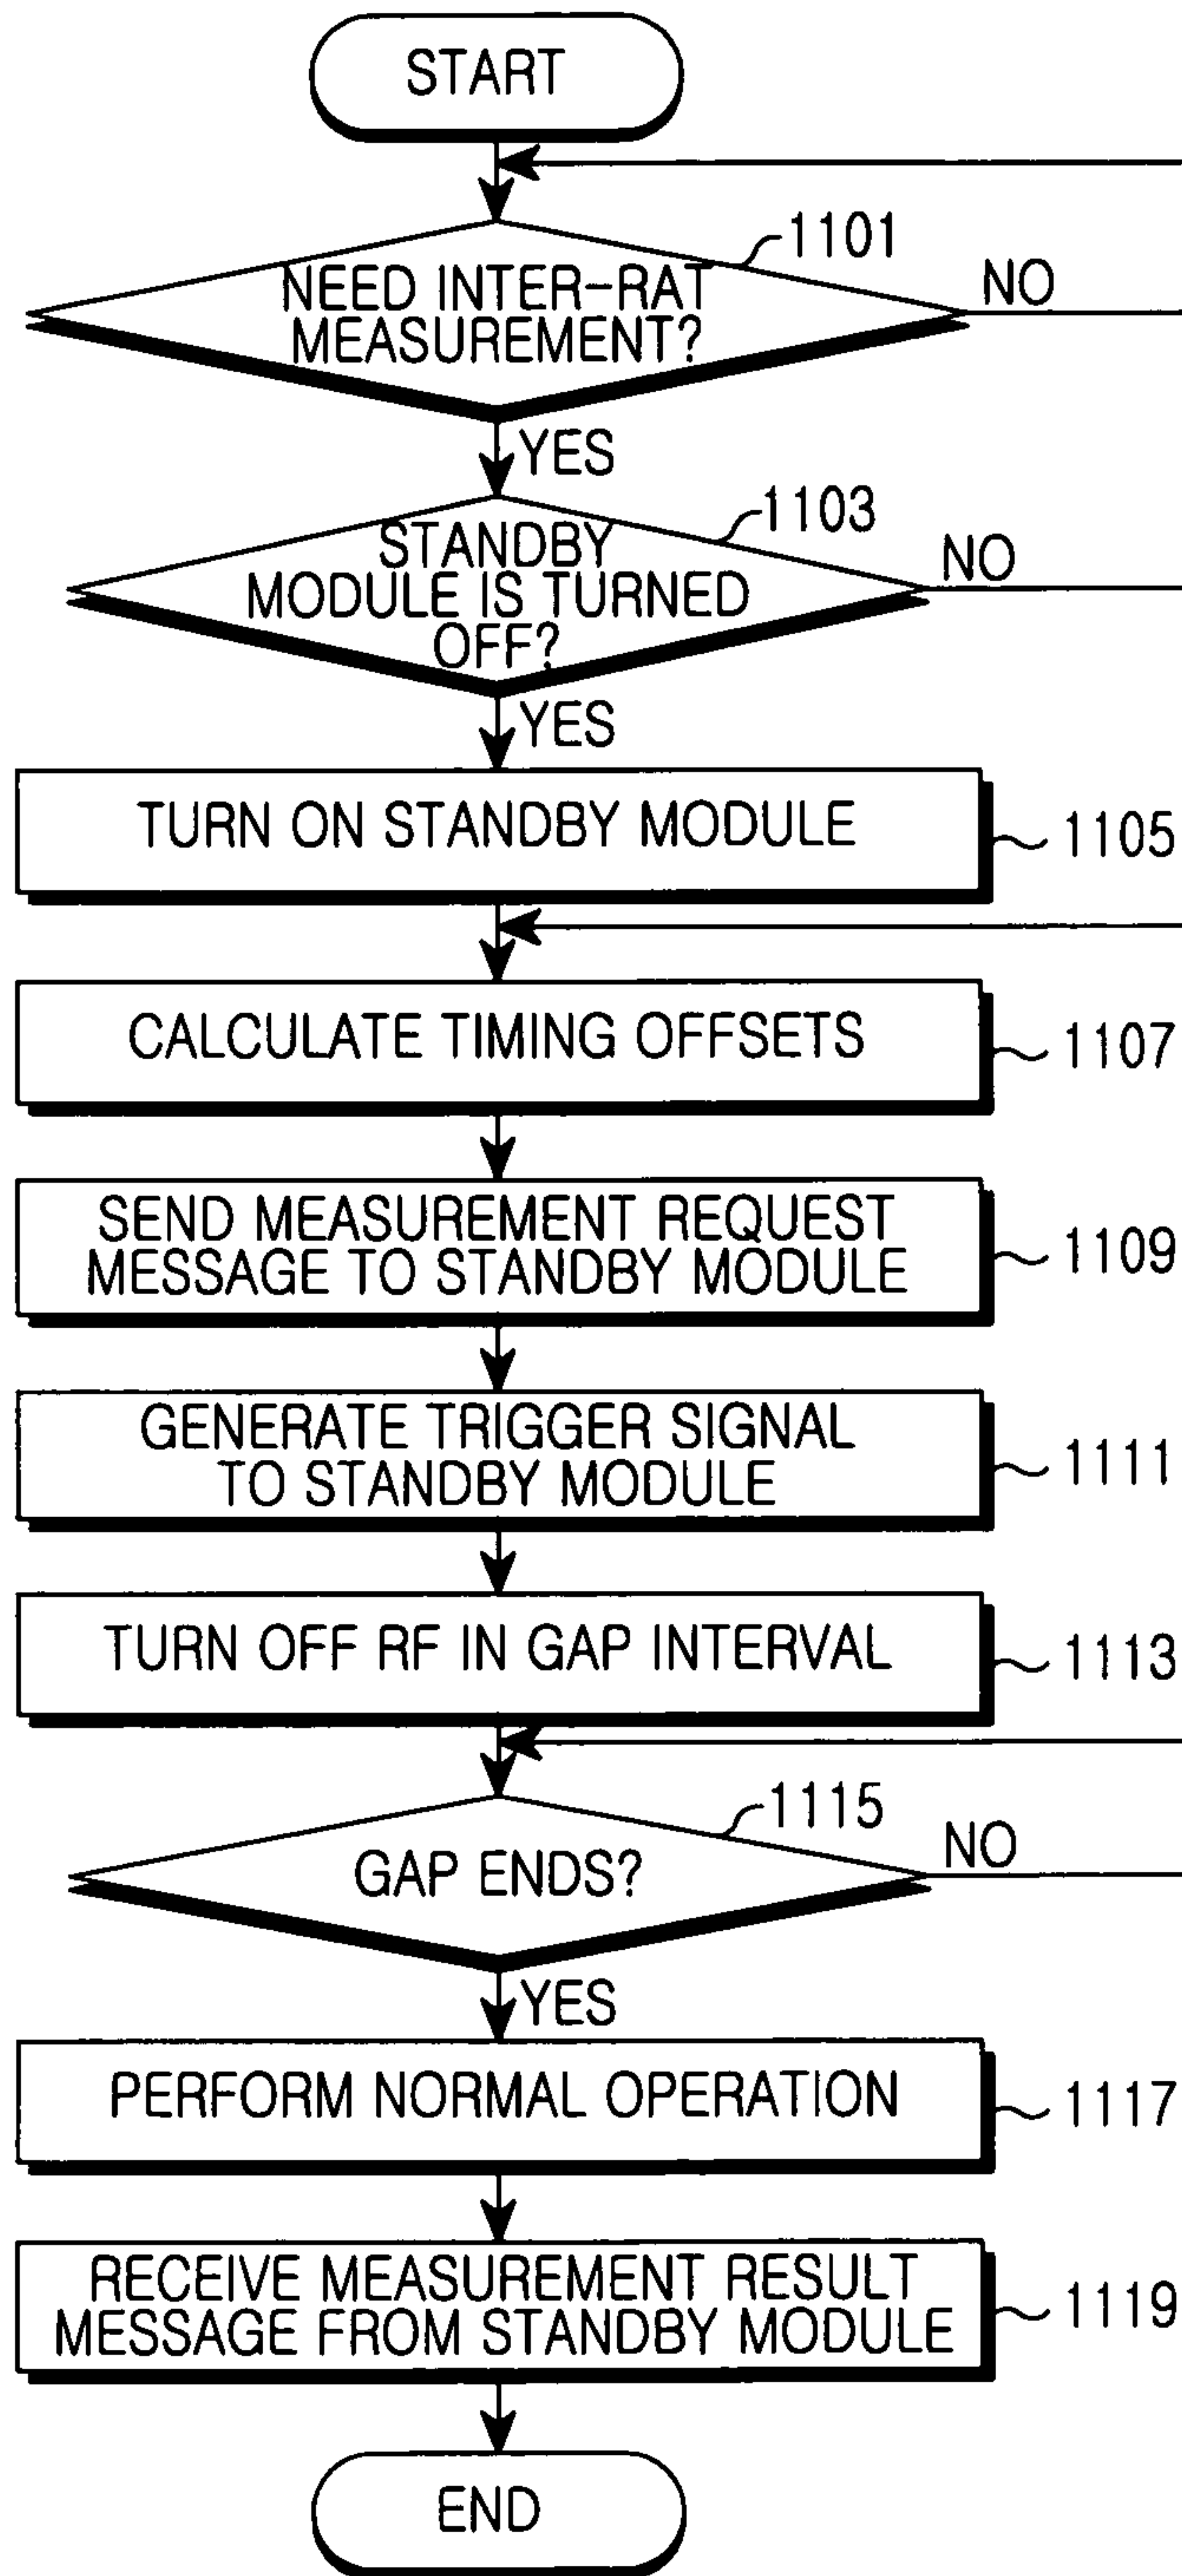 START
1101
NEED INTER-RAT
MEASUREMENT?
NO
YES
1103
STANDBY
MODULE IS TURNED
OFF?
NO
YES
TURN ON STANDBY MODULE
1105
CALCULATE TIMING OFFSETS
1107
SEND MEASUREMENT REQUEST
MESSAGE TO STANDBY MODULE
1109
GENERATE TRIGGER SIGNAL
TO STANDBY MODULE
1111
TURN OFF RF IN GAP INTERVAL
1113
1115
GAP ENDS?
NO
YES
PERFORM NORMAL OPERATION
1117
RECEIVE MEASUREMENT RESULT
MESSAGE FROM STANDBY MODULE
1119
END